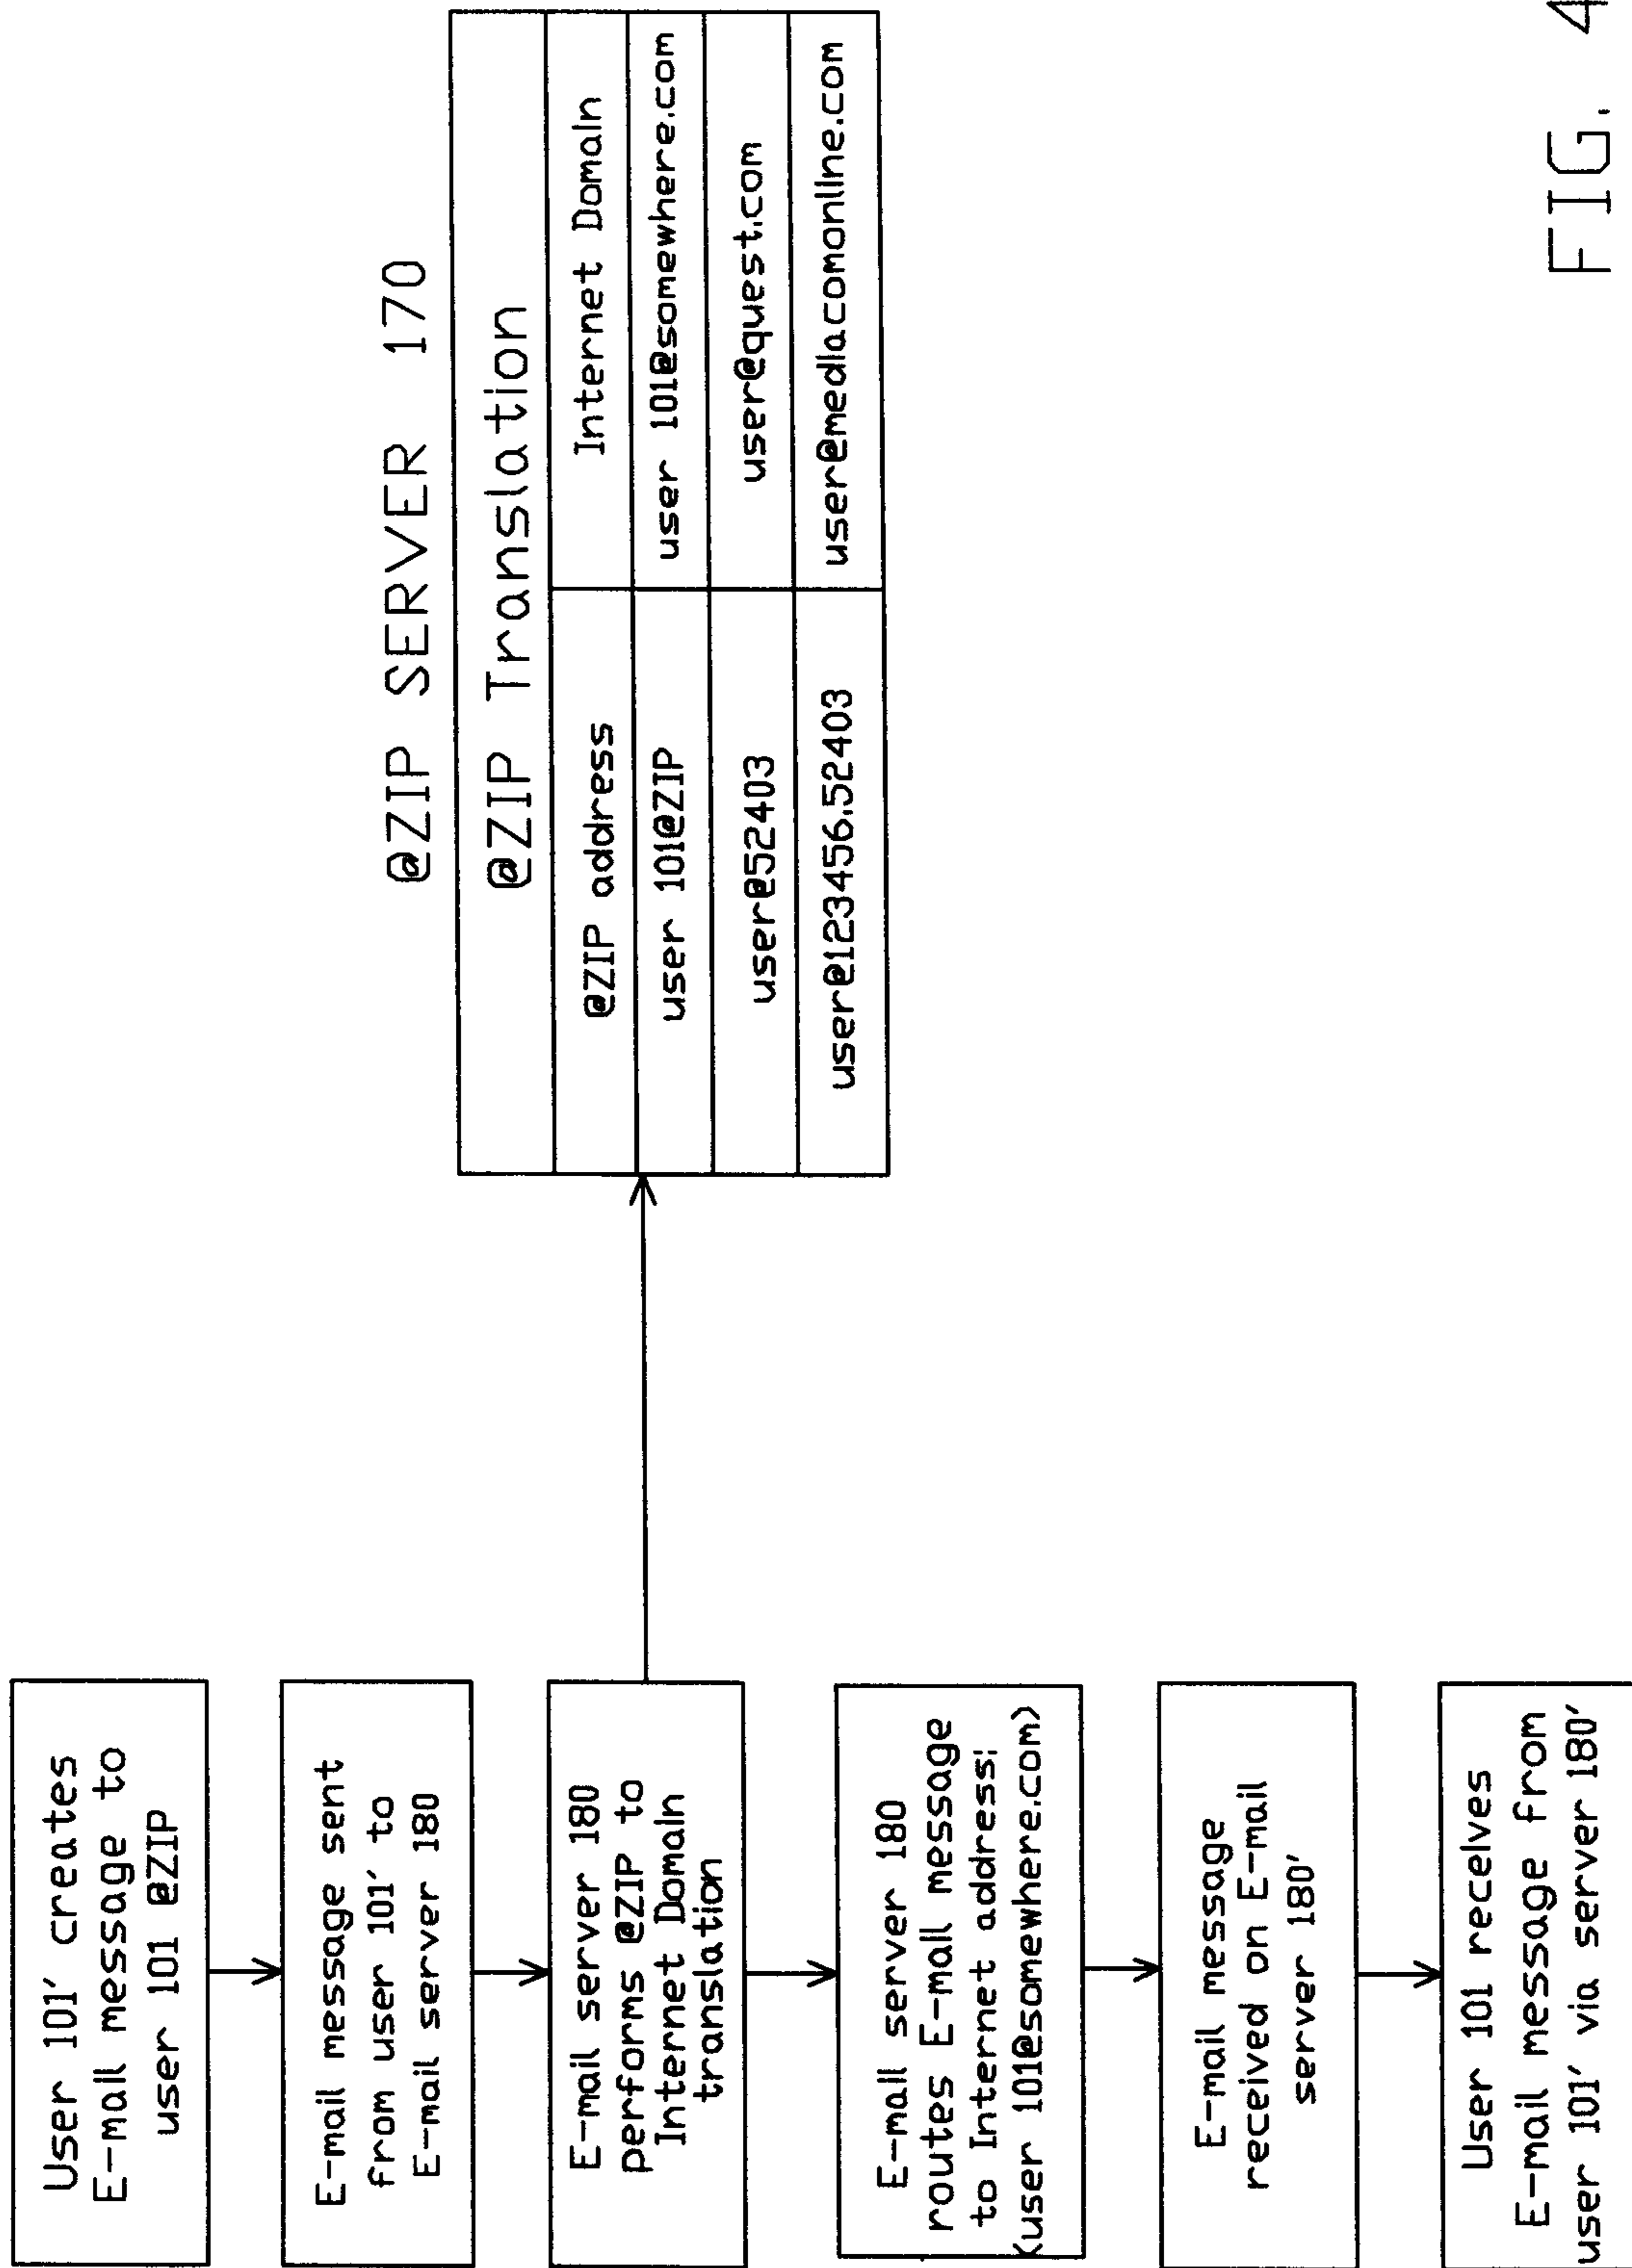 User 101' creates
E-mail message to
user 101 @ZIP
E-mail message sent
from user 101' to
E-mail server 180
E-mail server 180
performs @ZIP to
Internet Domain
translation
E-mail server 180
routes E-mail message
to Internet address:
(user 101@somewhere.com)
E-mail message
received on E-mail
server 180'
User 101 receives
E-mail message from
user 101' via server 180'
@ZIP SERVER 170
@ZIP Translation
@ZIP address Internet Domain
user 101@ZIP user 101@somewhere.com
user@52403 user@quest.com
user@123456.52403 user@mediacomonline.com
FIG. 4